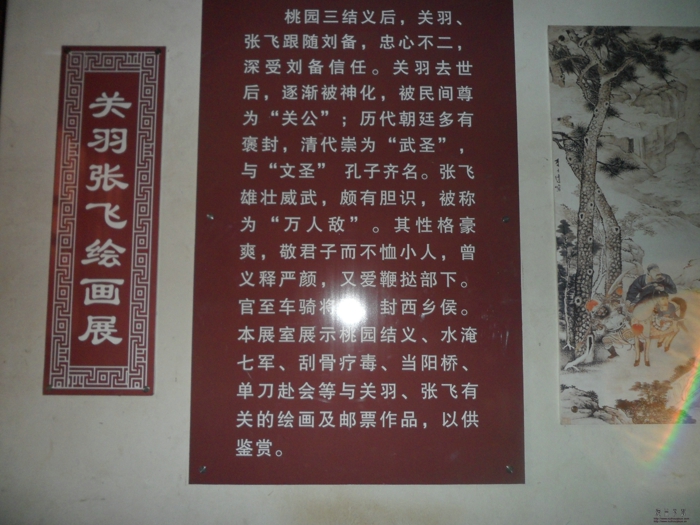 关羽张飞绘画展
桃园三结义后，关羽、
张飞跟随刘备，忠心不二，
深受刘备信任。关羽去世
后，逐渐被神化，被民间尊
为“关公”；历代朝廷多有
褒封，清代崇为“武圣”，
与“文圣” 孔子齐名。张飞
雄壮威武，颇有胆识，被称
为“万人敌”。其性格豪
爽，敬君子而不恤小人，曾
义释严颜，又爱鞭挞部下。
官至车骑将 封西乡侯。
本展室展示桃园结义、水淹
七军、刮骨疗毒、当阳桥、
单刀赴会等与关羽、张飞有
关的绘画及邮票作品，以供
鉴赏。